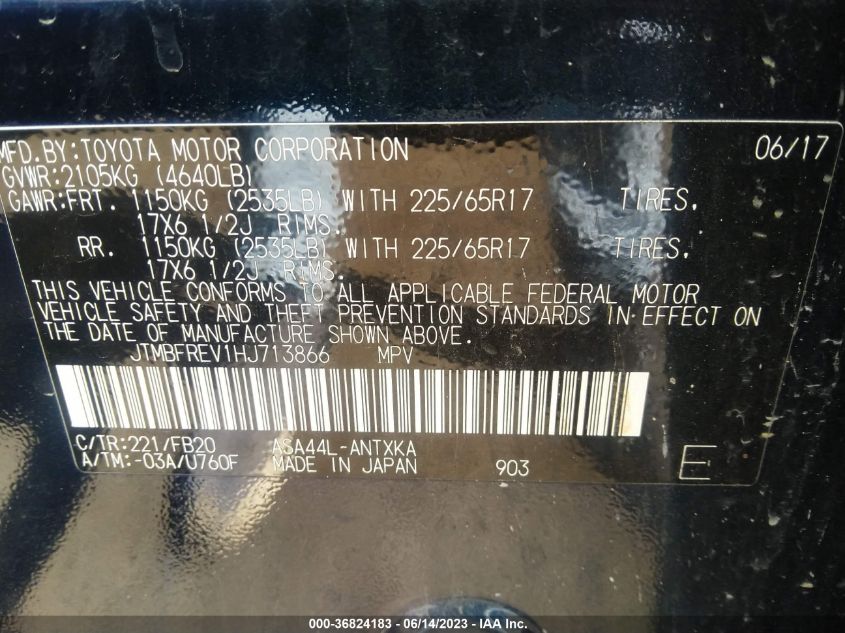 MFD.BY:TOYOTA MOTOR CORPORATION 06/17
GVWR:2105KG (4640LB)
GAWR:FRT. 1150KG (2535LB) WITH 225/65R17 TIRES,
17X6 1/2J RIMS.
RR. 1150KG (2535LB) WITH 225/65R17 TIRES,
17X6 1/2J RIMS.
THIS VEHICLE CONFORMS TO ALL APPLICABLE FEDERAL MOTOR
VEHICLE SAFETY AND THEFT PREVENTION STANDARDS IN EFFECT ON
THE DATE OF MANUFACTURE SHOWN ABOVE.
JTMBFREV1HJ713866 MPV
C/TR:221/FB20 ASA44L-ANTXKA
A/TM:-03A/U760F MADE IN JAPAN 903 E
000-36824183 - 06/14/2023 - IAA Inc.